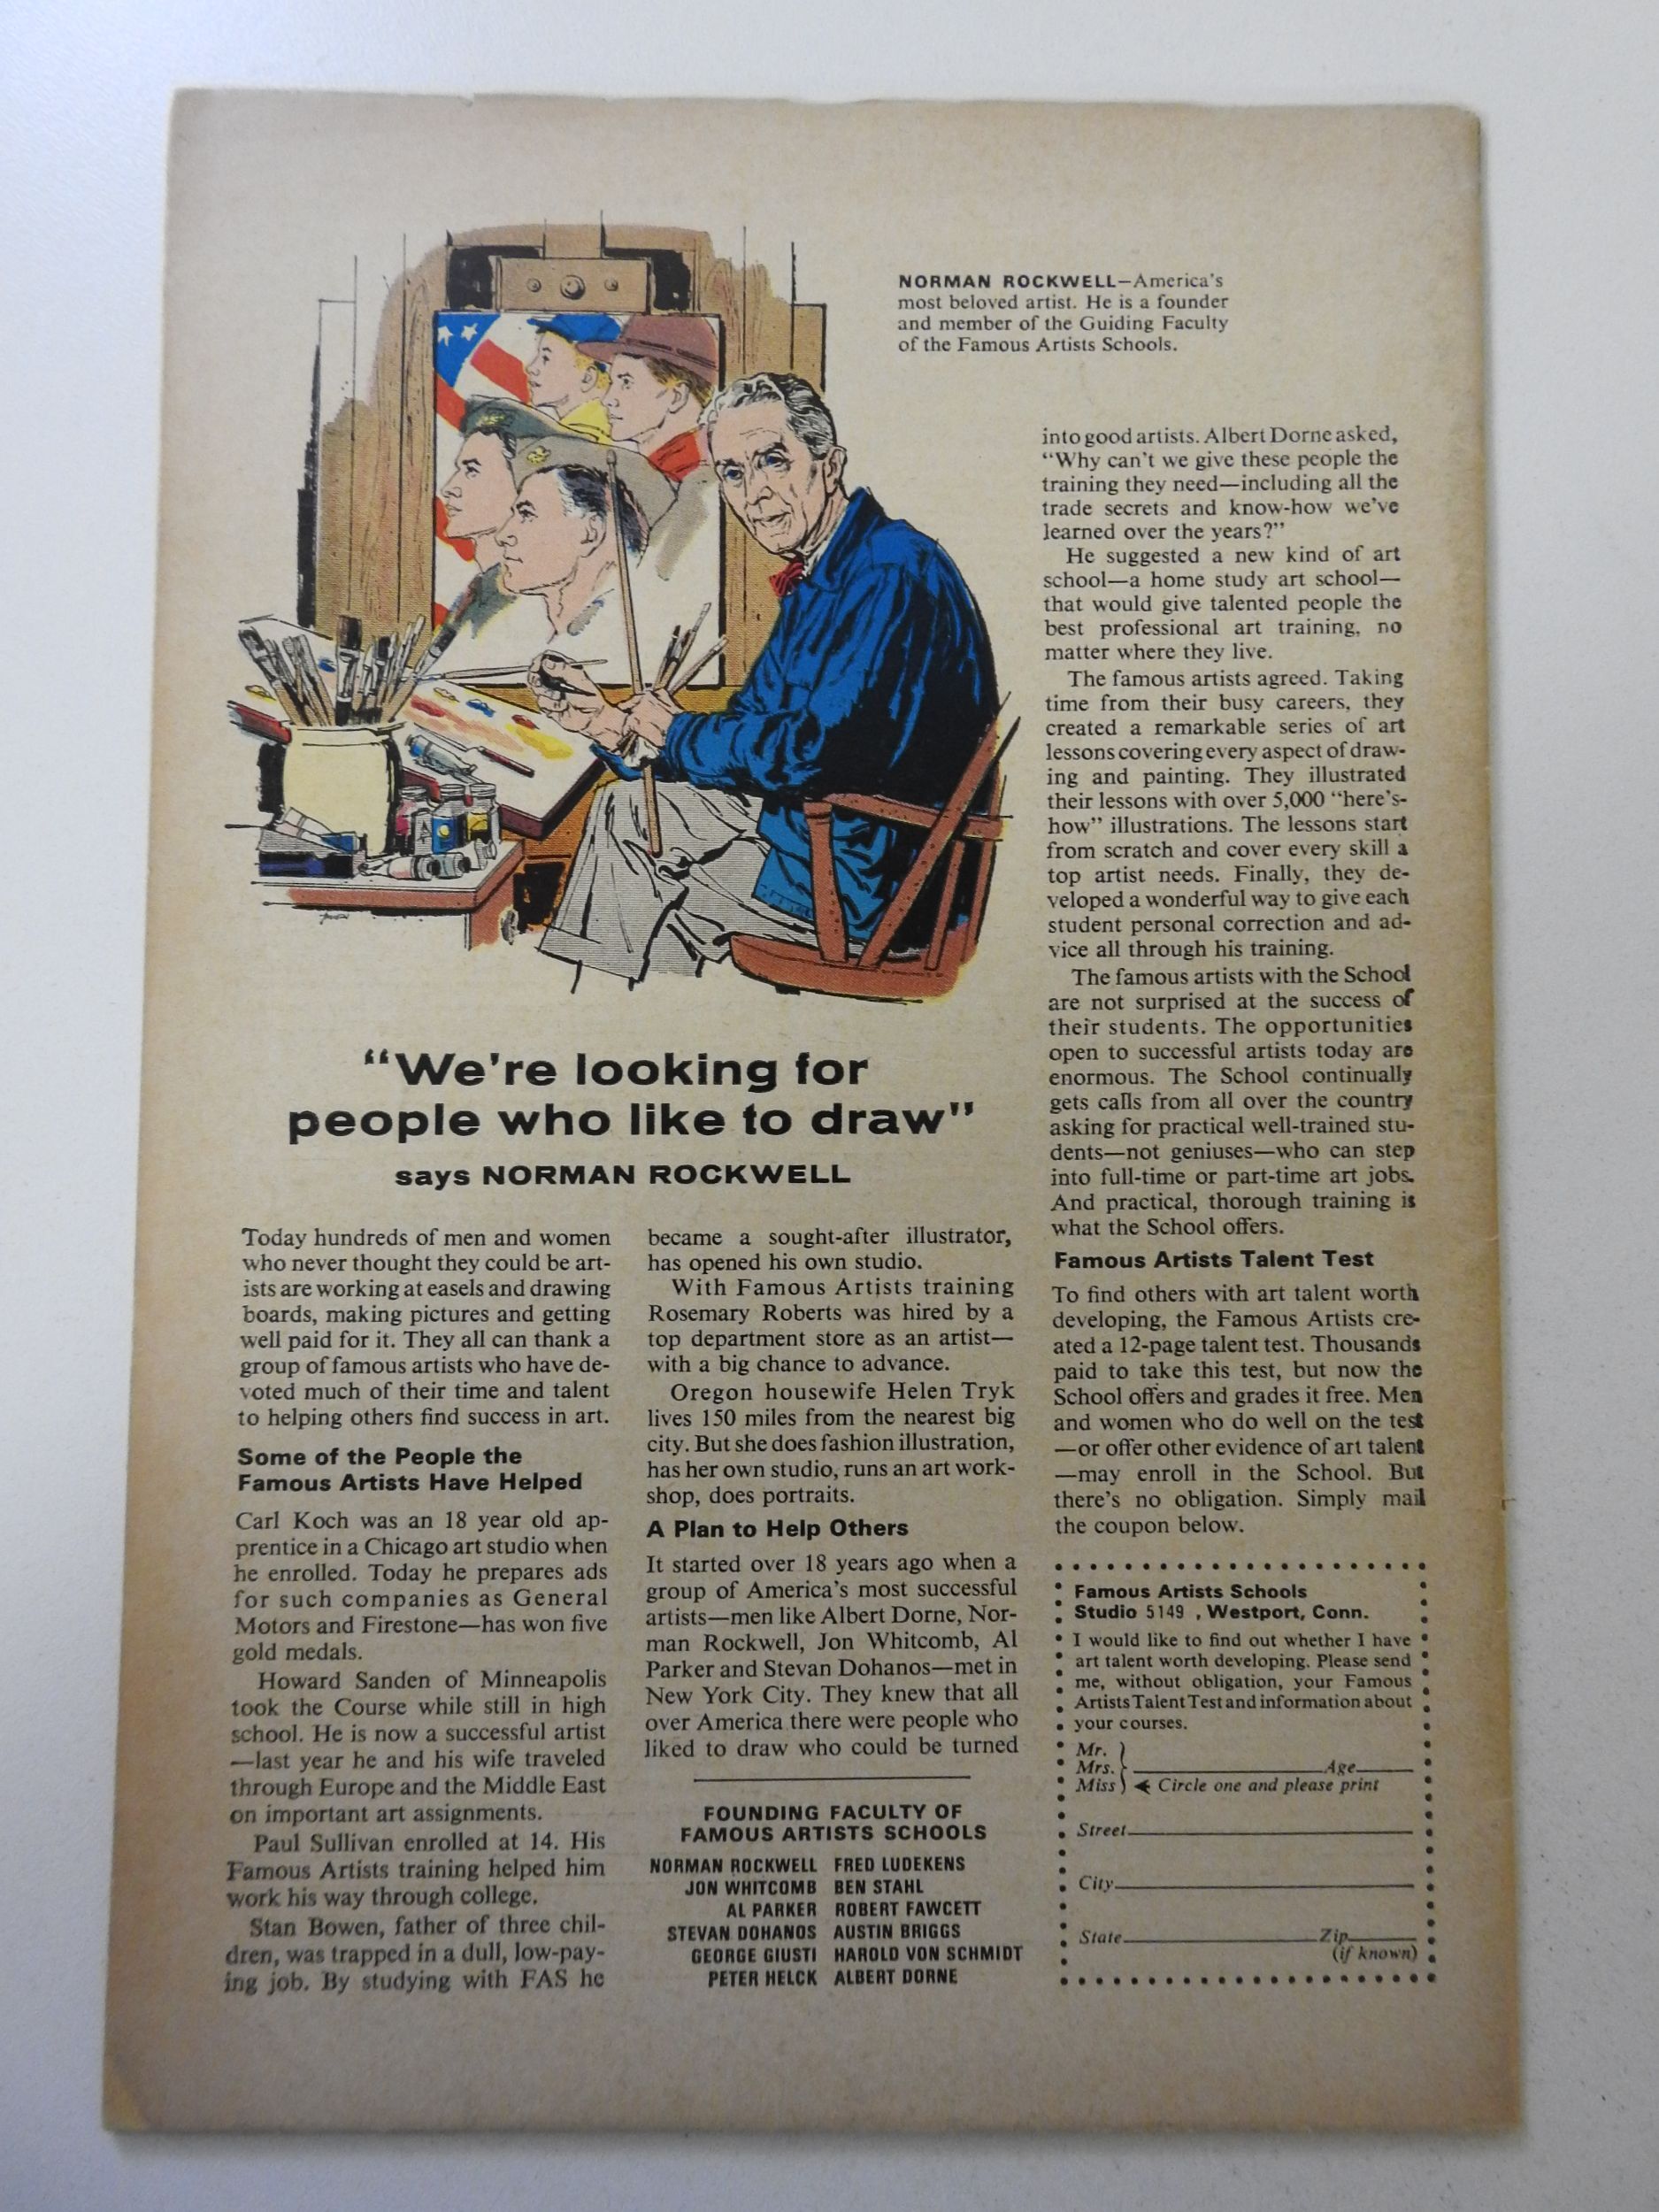 NORMAN ROCKWELL—America's
most beloved artist. He is a founder
and member of the Guiding Faculty
of the Famous Artists Schools.
"We're looking for
people who like to draw"
says NORMAN ROCKWELL
Today hundreds of men and women
who never thought they could be art-
ists are working at easels and drawing
boards, making pictures and getting
well paid for it. They all can thank a
group of famous artists who have de-
voted much of their time and talent
to helping others find success in art.
Some of the People the
Famous Artists Have Helped
Carl Koch was an 18 year old ap-
prentice in a Chicago art studio when
he enrolled. Today he prepares ads
for such companies as General
Motors and Firestone—has won five
gold medals.
Howard Sanden of Minneapolis
took the Course while still in high
school. He is now a successful artist
—last year he and his wife traveled
through Europe and the Middle East
on important art assignments.
Paul Sullivan enrolled at 14. His
Famous Artists training helped him
work his way through college.
Stan Bowen, father of three chil-
dren, was trapped in a dull, low-pay-
ing job. By studying with FAS he
became a sought-after illustrator,
has opened his own studio.
With Famous Artists training
Rosemary Roberts was hired by a
top department store as an artist—
with a big chance to advance.
Oregon housewife Helen Tryk
lives 150 miles from the nearest big
city. But she does fashion illustration,
has her own studio, runs an art work-
shop, does portraits.
A Plan to Help Others
It started over 18 years ago when a
group of America's most successful
artists—men like Albert Dorne, Nor-
man Rockwell, Jon Whitcomb, Al
Parker and Stevan Dohanos—met in
New York City. They knew that all
over America there were people who
liked to draw who could be turned
FOUNDING FACULTY OF
FAMOUS ARTISTS SCHOOLS
NORMAN ROCKWELL FRED LUDEKENS
JON WHITCOMB BEN STAHL
AL PARKER ROBERT FAWCETT
STEVAN DOHANOS AUSTIN BRIGGS
GEORGE GIUSTI HAROLD VON SCHMIDT
PETER HELCK ALBERT DORNE
into good artists. Albert Dorne asked,
"Why can't we give these people the
training they need—including all the
trade secrets and know-how we've
learned over the years?"
He suggested a new kind of art
school—a home study art school—
that would give talented people the
best professional art training, no
matter where they live.
The famous artists agreed. Taking
time from their busy careers, they
created a remarkable series of art
lessons covering every aspect of draw-
ing and painting. They illustrated
their lessons with over 5,000 "here's-
how" illustrations. The lessons start
from scratch and cover every skill a
top artist needs. Finally, they de-
veloped a wonderful way to give each
student personal correction and ad-
vice all through his training.
The famous artists with the School
are not surprised at the success of
their students. The opportunities
open to successful artists today are
enormous. The School continually
gets calls from all over the country
asking for practical well-trained stu-
dents—not geniuses—who can step
into full-time or part-time art jobs.
And practical, thorough training is
what the School offers.
Famous Artists Talent Test
To find others with art talent worth
developing, the Famous Artists cre-
ated a 12-page talent test. Thousands
paid to take this test, but now the
School offers and grades it free. Men
and women who do well on the test
—or offer other evidence of art talent
—may enroll in the School. But
there's no obligation. Simply mail
the coupon below.
Famous Artists Schools
Studio 5149 , Westport, Conn.
I would like to find out whether I have
art talent worth developing. Please send
me, without obligation, your Famous
Artists Talent Test and information about
your courses.
Mr.
Mrs. Age
Miss Circle one and please print
Street
City
State Zip
(if known)